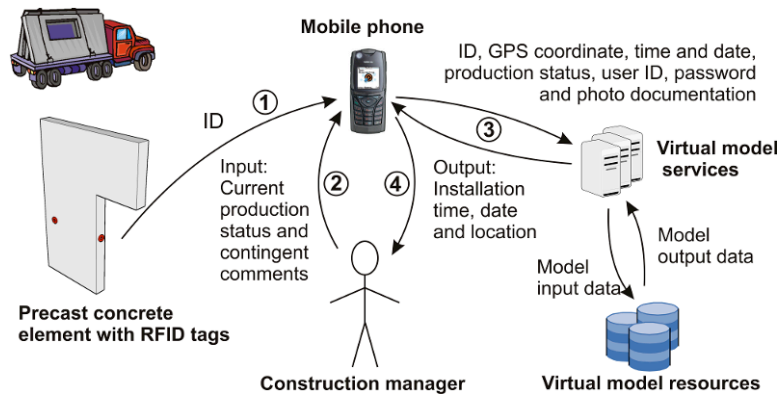 Mobile phone
ID, GPS coordinate, time and date,
production status, user ID, password
and photo documentation
1
ID
3
Virtual model
services
Input:
Current
production
status and
contingent
comments
2
4
Output:
Installation
time, date
and location
Model
output data
Model
input data
Precast concrete
element with RFID tags
Construction manager
Virtual model resources